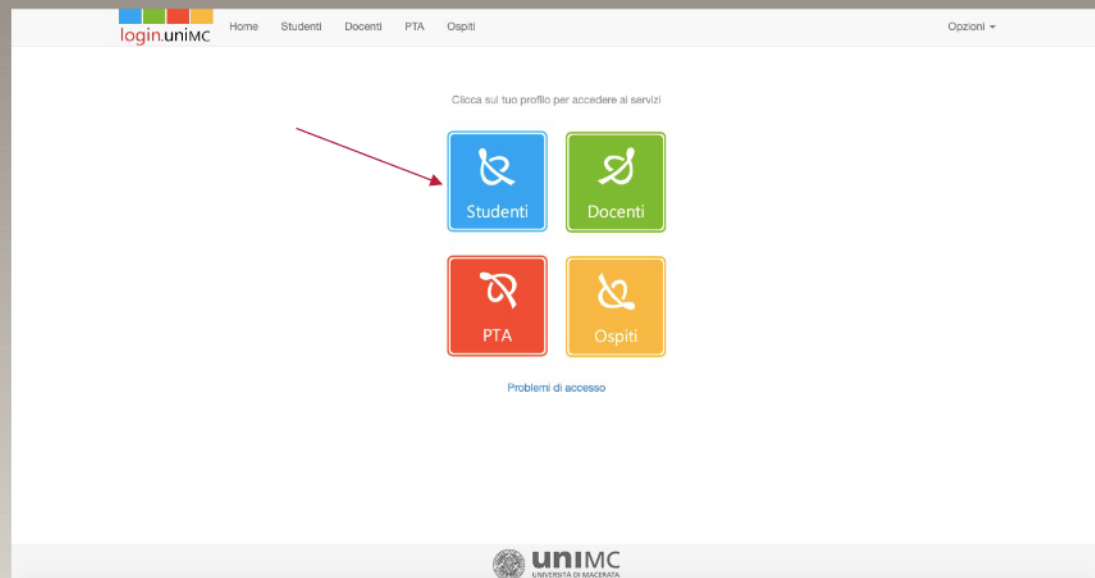 login.uniMC Home Studenti Docenti PTA Ospiti Opzioni
Clicca sul tuo profilo per accedere ai servizi
Studenti Docenti
PTA Ospiti
Problemi di accesso
uniMC
UNIVERSITÀ DI MACERATA